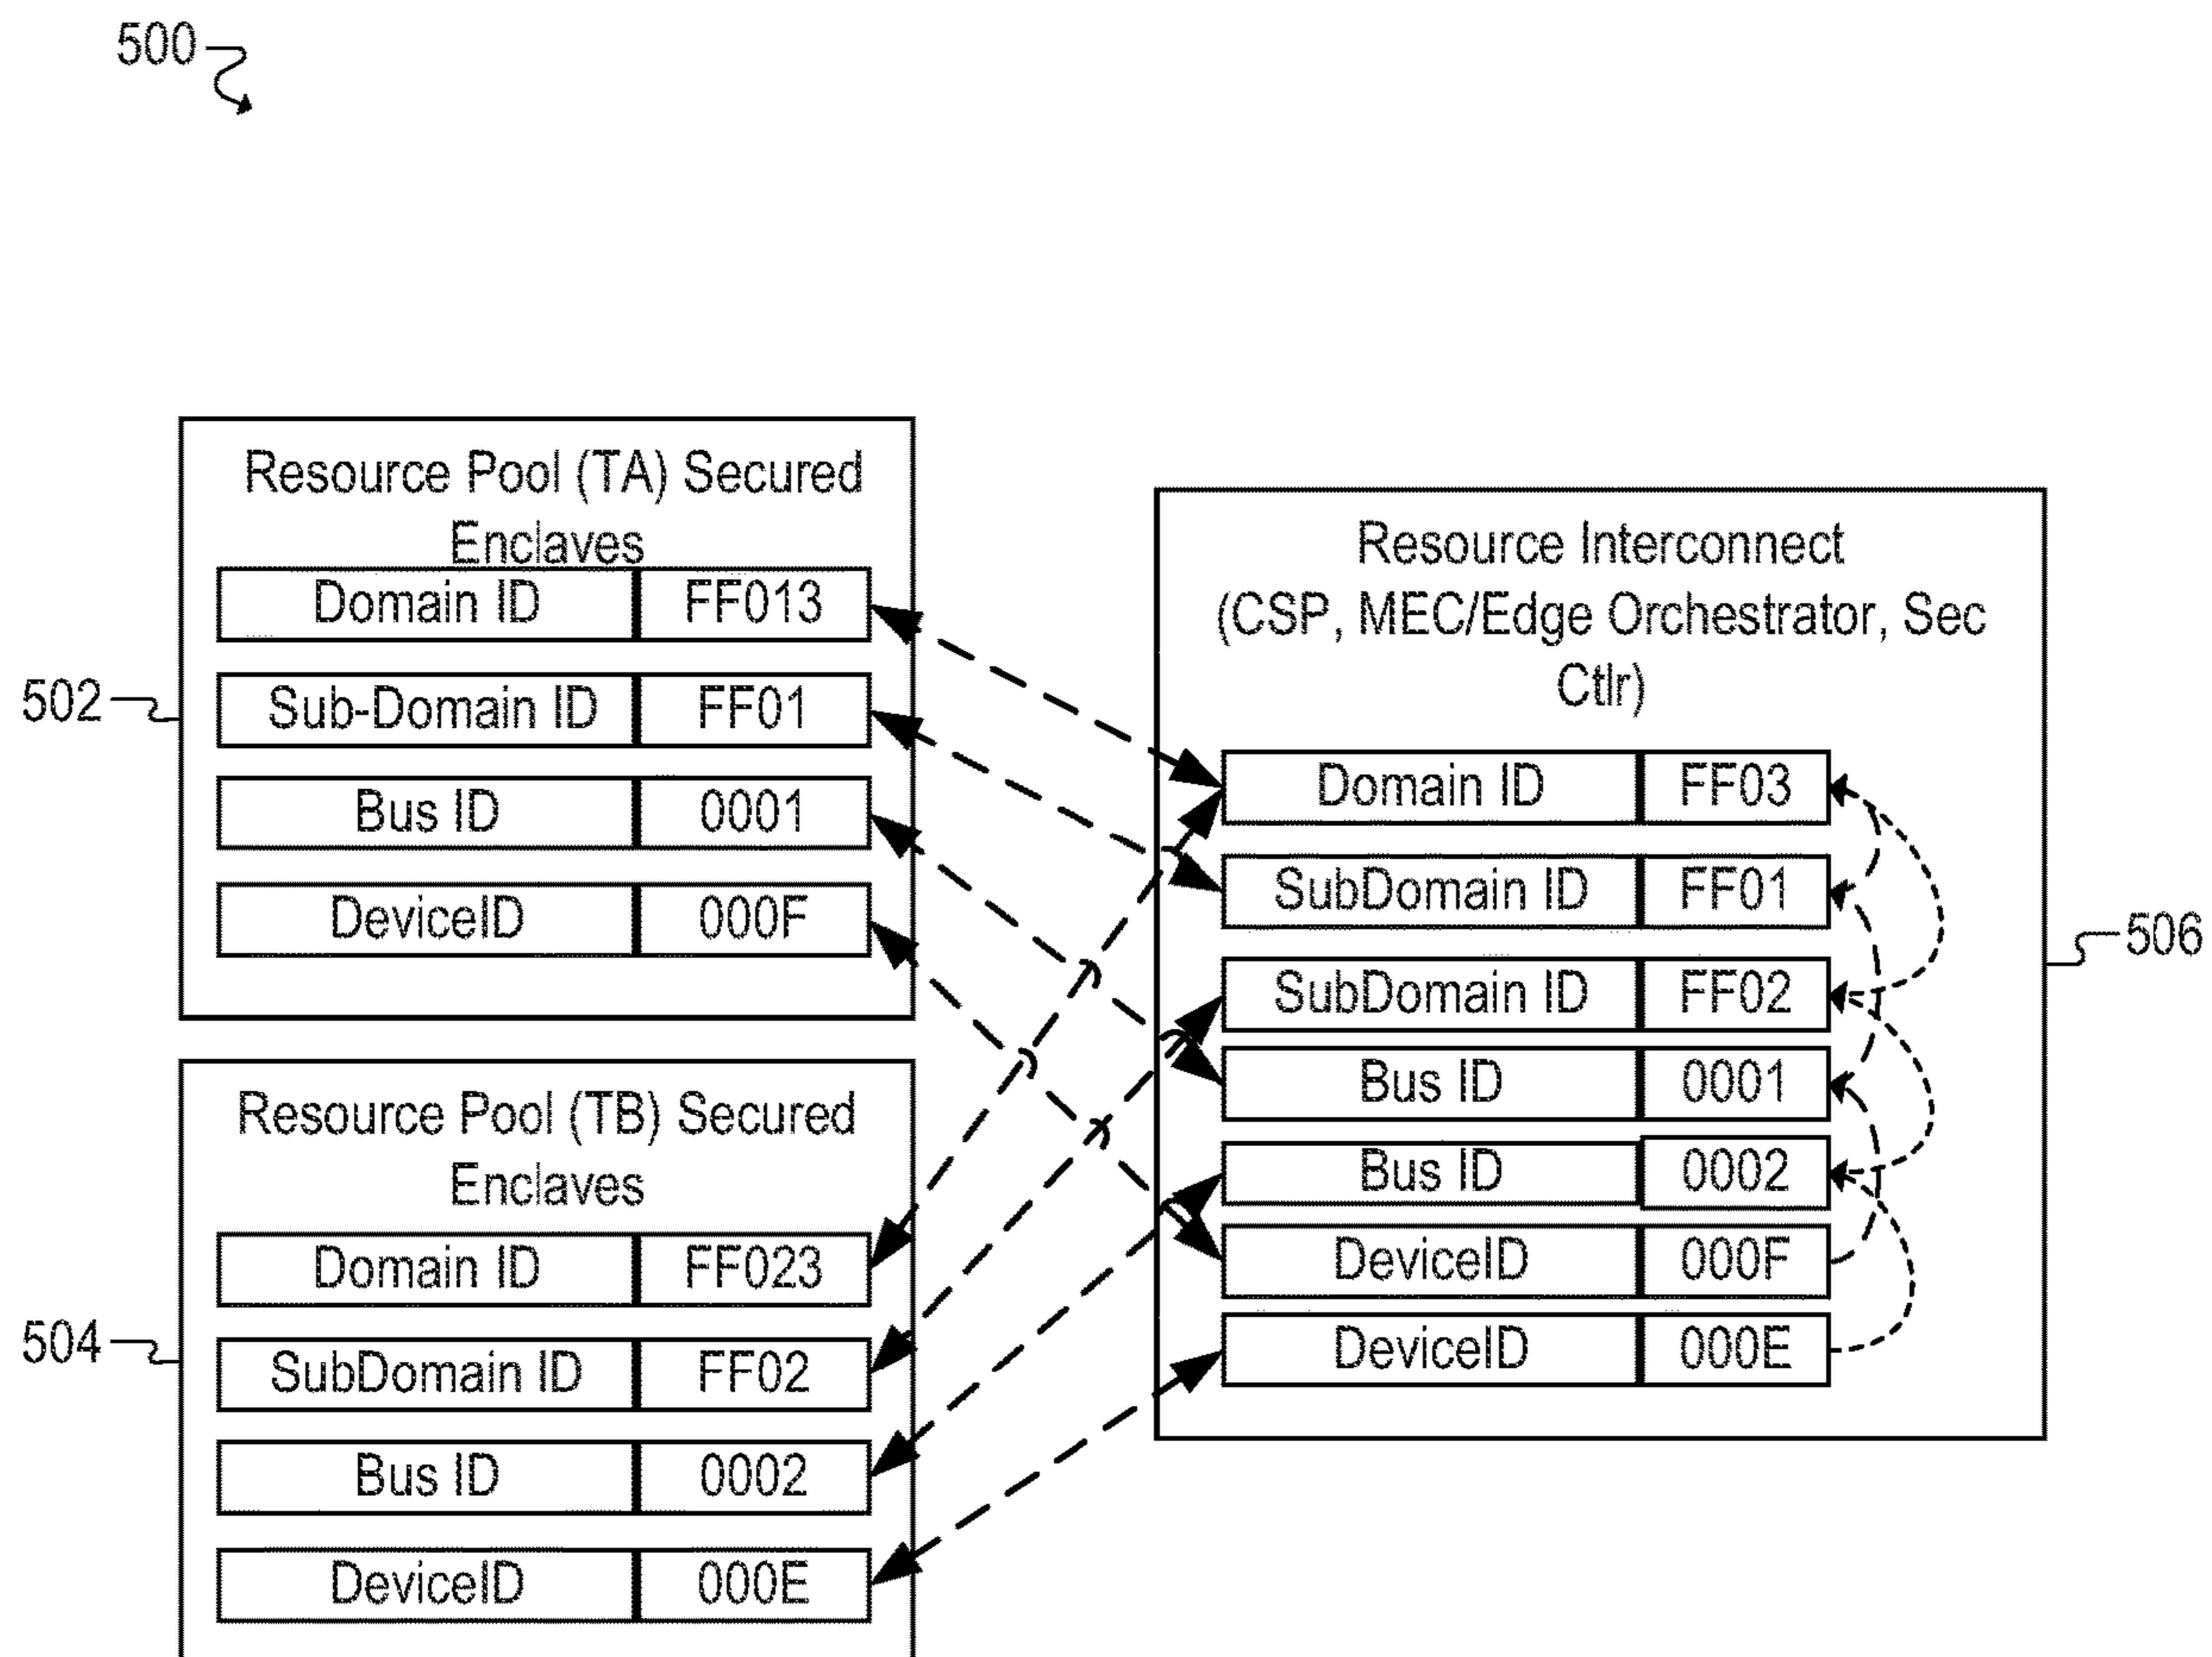 500
Resource Pool (TA) Secured
Enclaves
Domain ID FF013
Sub-Domain ID FF01
Bus ID 0001
DeviceID 000F
502
Resource Pool (TB) Secured
Enclaves
Domain ID FF023
SubDomain ID FF02
Bus ID 0002
DeviceID 000E
504
Resource Interconnect
(CSP, MEC/Edge Orchestrator, Sec
Ctlr)
Domain ID FF03
SubDomain ID FF01
SubDomain ID FF02
Bus ID 0001
Bus ID 0002
DeviceID 000F
DeviceID 000E
506